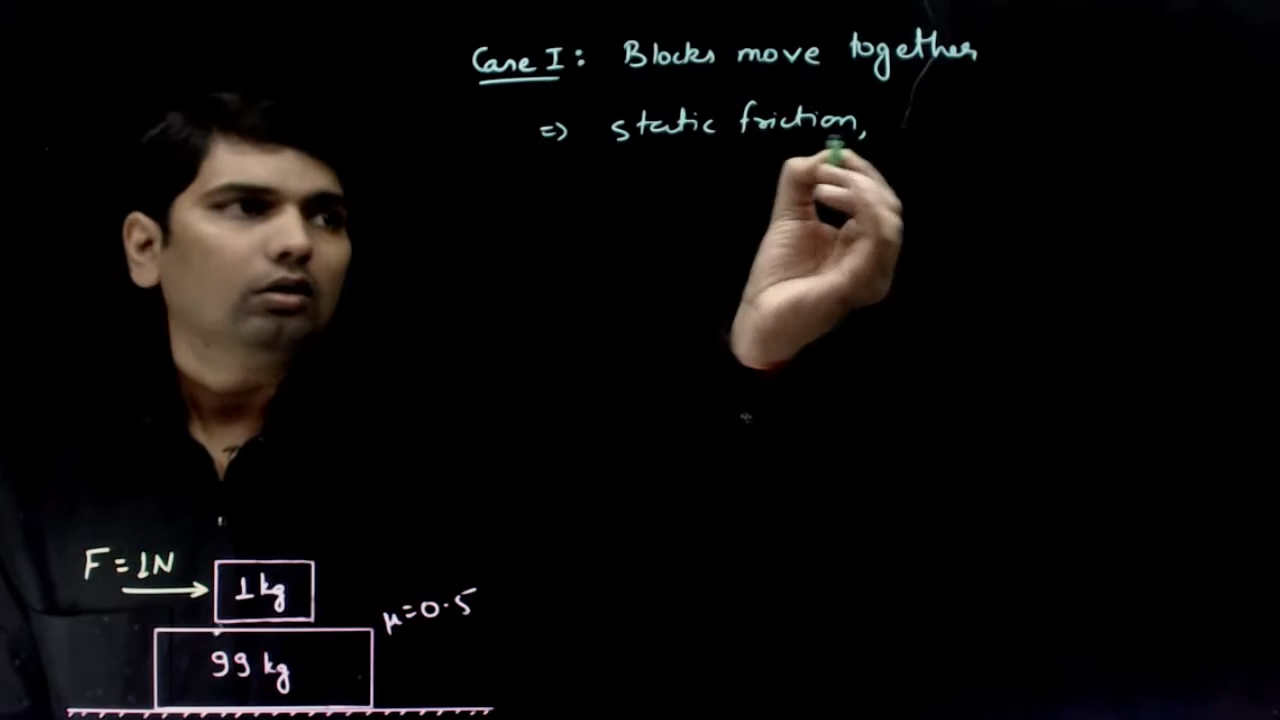 Case I: Blocks move together
⇒ static friction,
F = 1N
1 kg
μ=0.5
99 kg